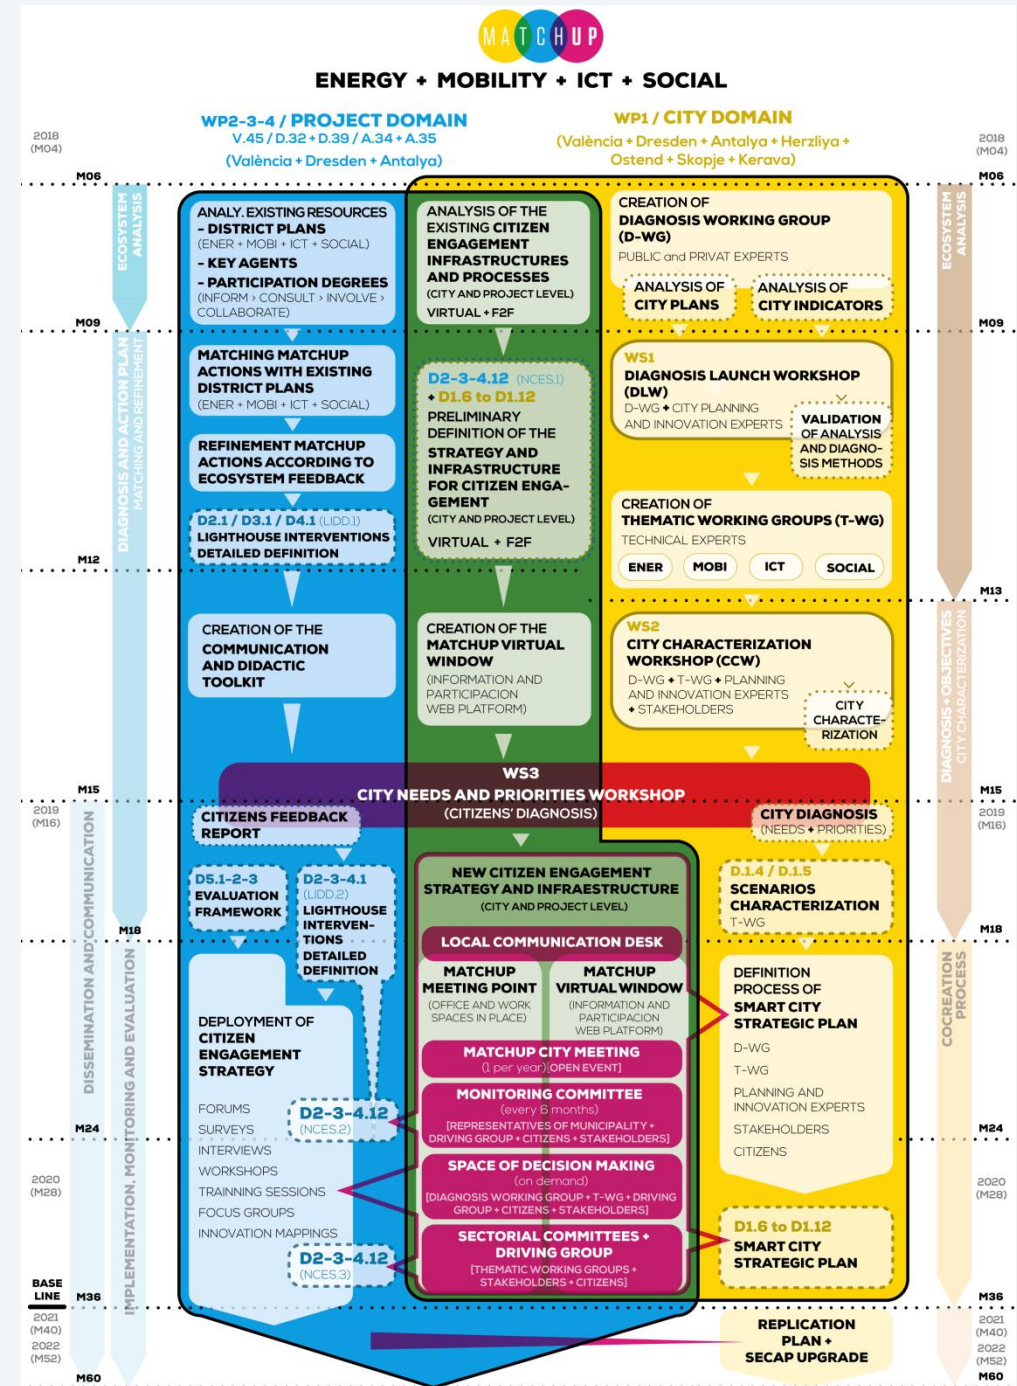 MATCHUP
ENERGY + MOBILITY + ICT + SOCIAL
WP2-3-4 / PROJECT DOMAIN
V.45 / D.32 + D.39 / A.34 + A.35
(València + Dresden + Antalya)
WP1 / CITY DOMAIN
(València + Dresden + Antalya + Herzliya +
Ostend + Skopje + Kerava)
2018
(M04)
2018
(M04)
M06
M06
ECOSYSTEM
ANALYSIS
ANALY. EXISTING RESOURCES
- DISTRICT PLANS
(ENER + MOBI + ICT + SOCIAL)
- KEY AGENTS
- PARTICIPATION DEGREES
(INFORM > CONSULT > INVOLVE >
COLLABORATE)
ANALYSIS OF THE
EXISTING CITIZEN
ENGAGEMENT
INFRASTRUCTURES
AND PROCESSES
(CITY AND PROJECT LEVEL)
VIRTUAL + F2F
CREATION OF
DIAGNOSIS WORKING GROUP
(D-WG)
PUBLIC and PRIVAT EXPERTS
ANALYSIS OF
CITY PLANS
ANALYSIS OF
CITY INDICATORS
ECOSYSTEM
ANALYSIS
M09
M09
DIAGNOSIS AND ACTION PLAN
MATCHING AND REFINEMENT
MATCHING MATCHUP
ACTIONS WITH EXISTING
DISTRICT PLANS
(ENER + MOBI + ICT + SOCIAL)
REFINEMENT MATCHUP
ACTIONS ACCORDING TO
ECOSYSTEM FEEDBACK
D2.1 / D3.1 / D4.1 (LIDD.1)
LIGHTHOUSE INTERVENTIONS
DETAILED DEFINITION
D2-3-4.12 (NCES.1)
+ D1.6 to D1.12
PRELIMINARY
DEFINITION OF THE
STRATEGY AND
INFRASTRUCTURE
FOR CITIZEN ENGA-
GEMENT
(CITY AND PROJECT LEVEL)
VIRTUAL + F2F
WS1
DIAGNOSIS LAUNCH WORKSHOP
(DLW)
D-WG + CITY PLANNING
AND INNOVATION EXPERTS
VALIDATION
OF ANALYSIS
AND DIAGNO-
SIS METHODS
CREATION OF
THEMATIC WORKING GROUPS (T-WG)
TECHNICAL EXPERTS
ENER
MOBI
ICT
SOCIAL
M12
M13
CREATION OF THE
COMMUNICATION
AND DIDACTIC
TOOLKIT
CREATION OF THE
MATCHUP VIRTUAL
WINDOW
(INFORMATION AND
PARTICIPACION
WEB PLATFORM)
WS2
CITY CHARACTERIZATION
WORKSHOP (CCW)
D-WG + T-WG + PLANNING
AND INNOVATION EXPERTS
+ STAKEHOLDERS
CITY
CHARACTE-
RIZATION
DIAGNOSIS + OBJECTIVES
CITY CHARACTERIZATION
WS3
CITY NEEDS AND PRIORITIES WORKSHOP
(CITIZENS' DIAGNOSIS)
M15
M15
2019
(M16)
2019
(M16)
CITIZENS FEEDBACK
REPORT
CITY DIAGNOSIS
(NEEDS + PRIORITIES)
DISSEMINATION AND COMMUNICATION
D5.1-2-3
EVALUATION
FRAMEWORK
D2-3-4.1
(LIDD.2)
LIGHTHOUSE
INTERVEN-
TIONS
DETAILED
DEFINITION
NEW CITIZEN ENGAGEMENT
STRATEGY AND INFRAESTRUCTURE
(CITY AND PROJECT LEVEL)
D.1.4 / D.1.5
SCENARIOS
CHARACTERIZATION
T-WG
M18
M18
IMPLEMENTATION, MONITORING AND EVALUATION
LOCAL COMMUNICATION DESK
MATCHUP
MEETING POINT
(OFFICE AND WORK
SPACES IN PLACE)
MATCHUP
VIRTUAL WINDOW
(INFORMATION AND
PARTICIPACION
WEB PLATFORM)
DEFINITION
PROCESS OF
SMART CITY
STRATEGIC PLAN
D-WG
T-WG
PLANNING AND
INNOVATION EXPERTS
STAKEHOLDERS
CITIZENS
COCREATION
PROCESS
DEPLOYMENT OF
CITIZEN
ENGAGEMENT
STRATEGY
FORUMS
SURVEYS
INTERVIEWS
WORKSHOPS
TRAINNING SESSIONS
FOCUS GROUPS
INNOVATION MAPPINGS
D2-3-4.12
(NCES.2)
MATCHUP CITY MEETING
(1 per year)[OPEN EVENT]
MONITORING COMMITTEE
(every 6 months)
[REPRESENTATIVES OF MUNICIPALITY +
DRIVING GROUP + CITIZENS + STAKEHOLDERS]
M24
M24
SPACE OF DECISION MAKING
(on demand)
[DIAGNOSIS WORKING GROUP + T-WG + DRIVING
GROUP + CITIZENS + STAKEHOLDERS]
2020
(M28)
2020
(M28)
SECTORIAL COMMITTEES +
DRIVING GROUP
[THEMATIC WORKING GROUPS +
STAKEHOLDERS + CITIZENS]
D2-3-4.12
(NCES.3)
D1.6 to D1.12
SMART CITY
STRATEGIC PLAN
BASE
LINE
M36
M36
2021
(M40)
2022
(M52)
REPLICATION
PLAN +
SECAP UPGRADE
2021
(M40)
2022
(M52)
M60
M60